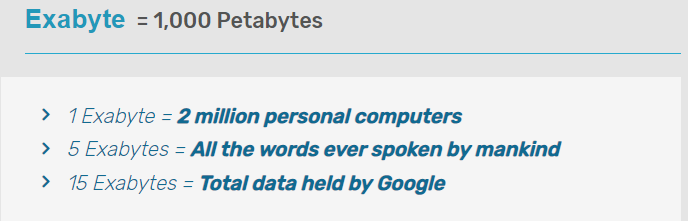 Exabyte = 1,000 Petabytes
> 1 Exabyte = 2 million personal computers
> 5 Exabytes = All the words ever spoken by mankind
> 15 Exabytes = Total data held by Google